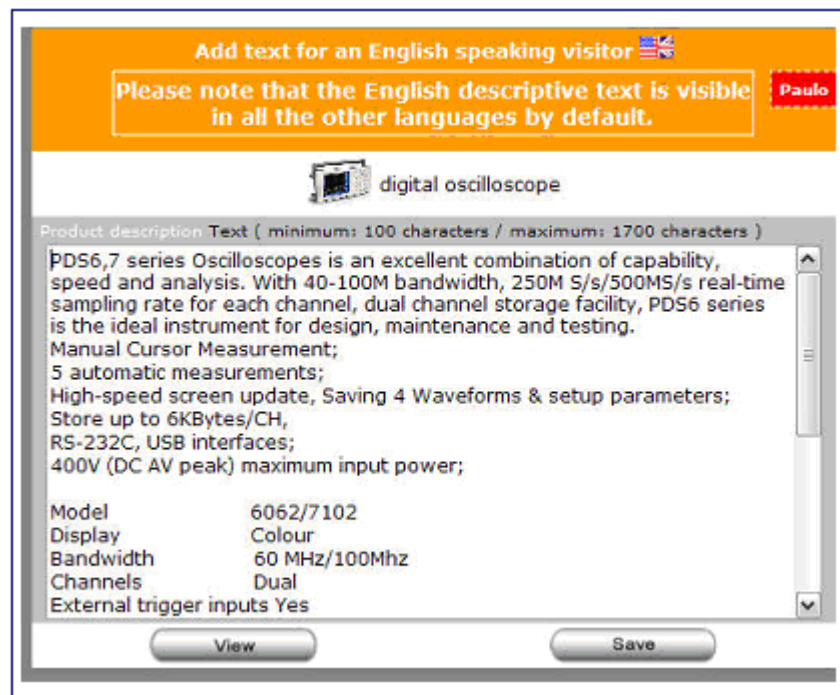 Add text for an English speaking visitor
Please note that the English descriptive text is visible
in all the other languages by default.
Paulo
digital oscilloscope
Product description Text ( minimum: 100 characters / maximum: 1700 characters )
PDS6,7 series Oscilloscopes is an excellent combination of capability,
speed and analysis. With 40-100M bandwidth, 250M S/s/500MS/s real-time
sampling rate for each channel, dual channel storage facility, PDS6 series
is the ideal instrument for design, maintenance and testing.
Manual Cursor Measurement;
5 automatic measurements;
High-speed screen update, Saving 4 Waveforms & setup parameters;
Store up to 6KBytes/CH,
RS-232C, USB interfaces;
400V (DC AV peak) maximum input power;
Model 6062/7102
Display Colour
Bandwidth 60 MHz/100Mhz
Channels Dual
External trigger inputs Yes
View Save